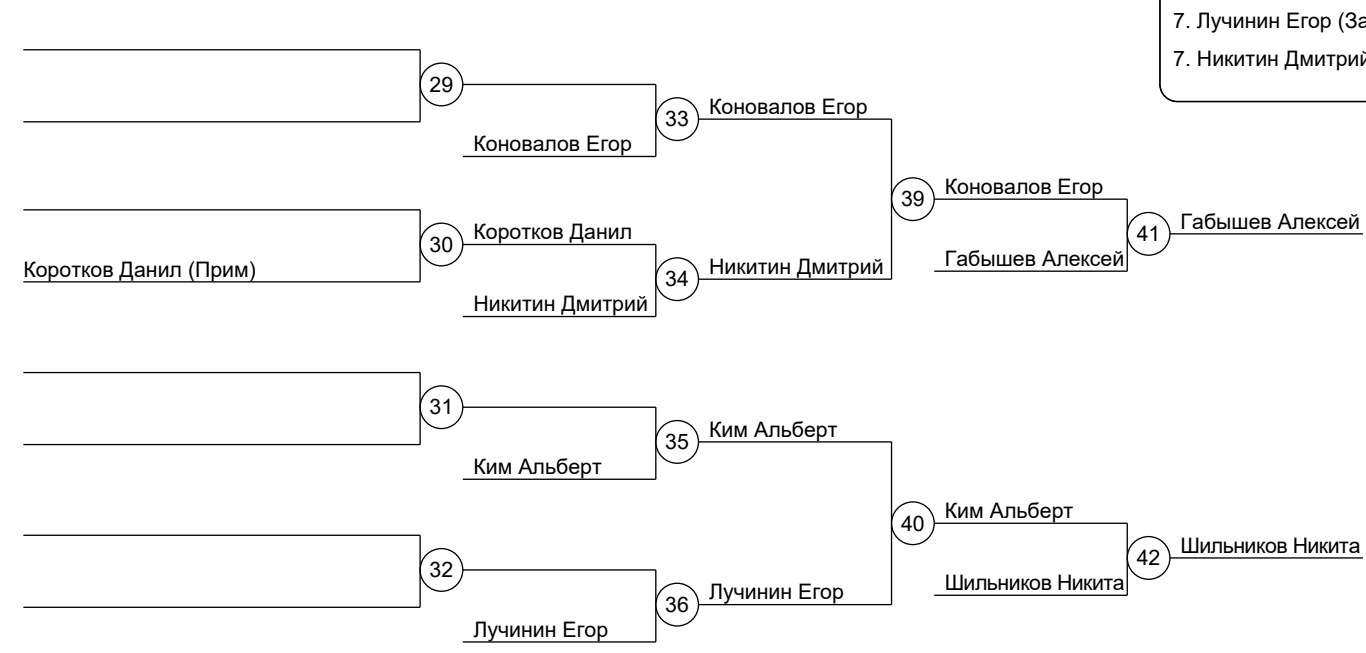 7. Лучинин Егор (За
7. Никитин Дмитрий
29
Коновалов Егор
33
Коновалов Егор
39
Коновалов Егор
Габышев Алексей
41
Габышев Алексей
Коротков Данил (Прим)
30
Коротков Данил
Никитин Дмитрий
34
Никитин Дмитрий
31
Ким Альберт
35
Ким Альберт
40
Ким Альберт
Шильников Никита
42
Шильников Никита
32
Лучинин Егор
36
Лучинин Егор